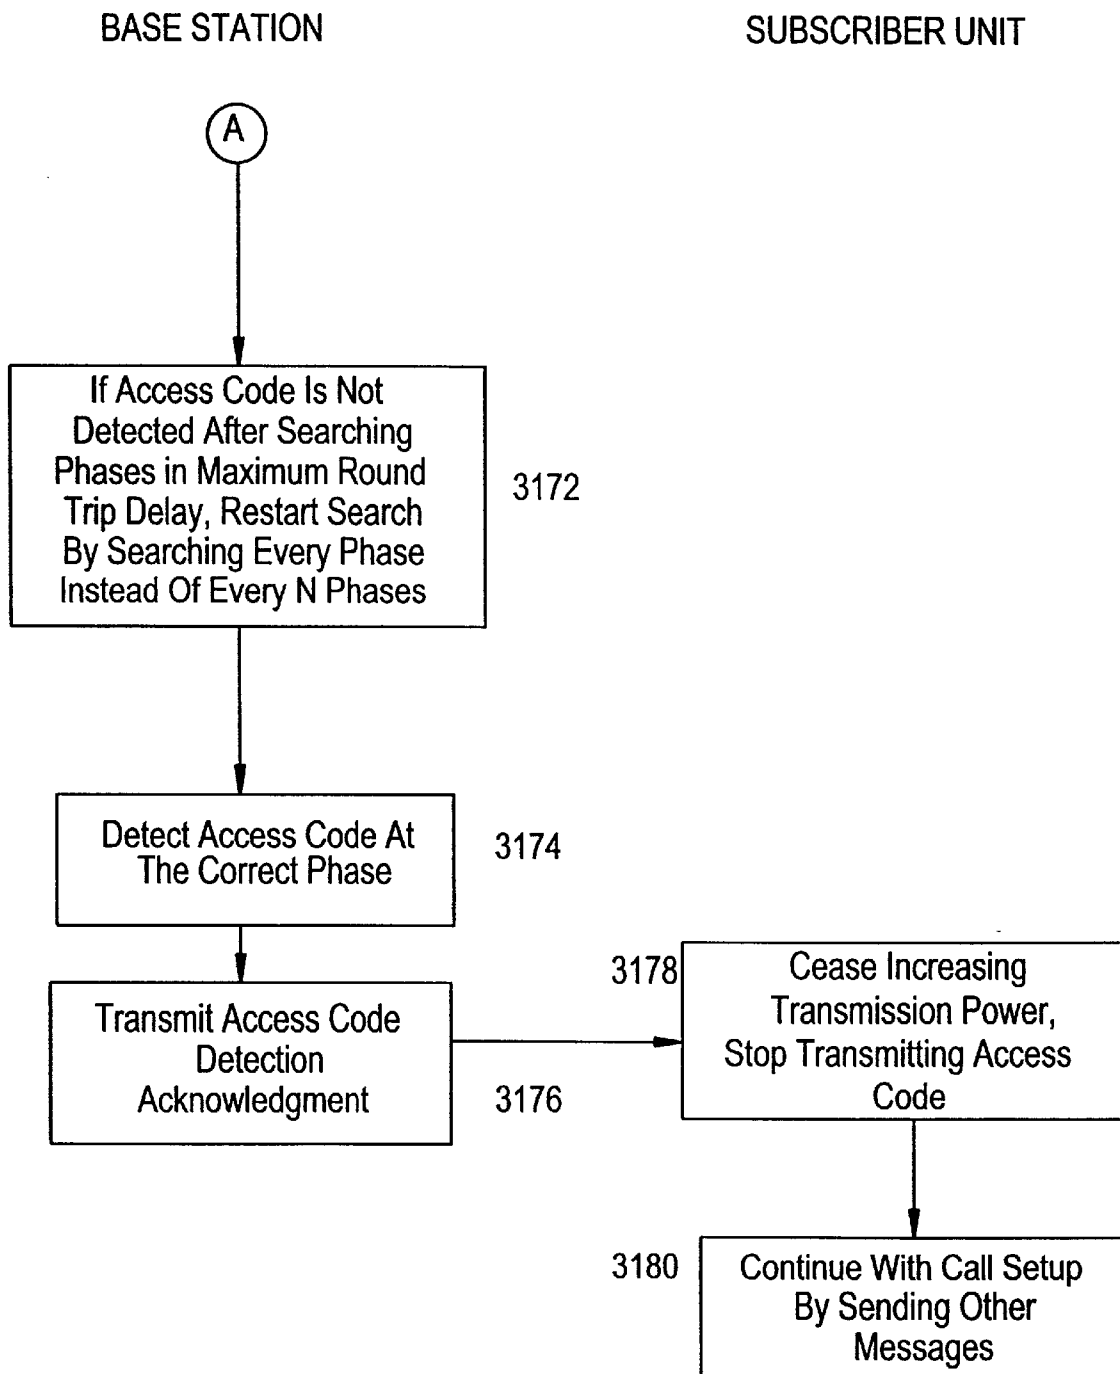 BASE STATION
SUBSCRIBER UNIT
A
If Access Code Is Not
Detected After Searching
Phases in Maximum Round
Trip Delay, Restart Search
By Searching Every Phase
Instead Of Every N Phases
3172
Detect Access Code At
The Correct Phase
3174
Transmit Access Code
Detection
Acknowledgment
3176
3178
Cease Increasing
Transmission Power,
Stop Transmitting Access
Code
3180
Continue With Call Setup
By Sending Other
Messages